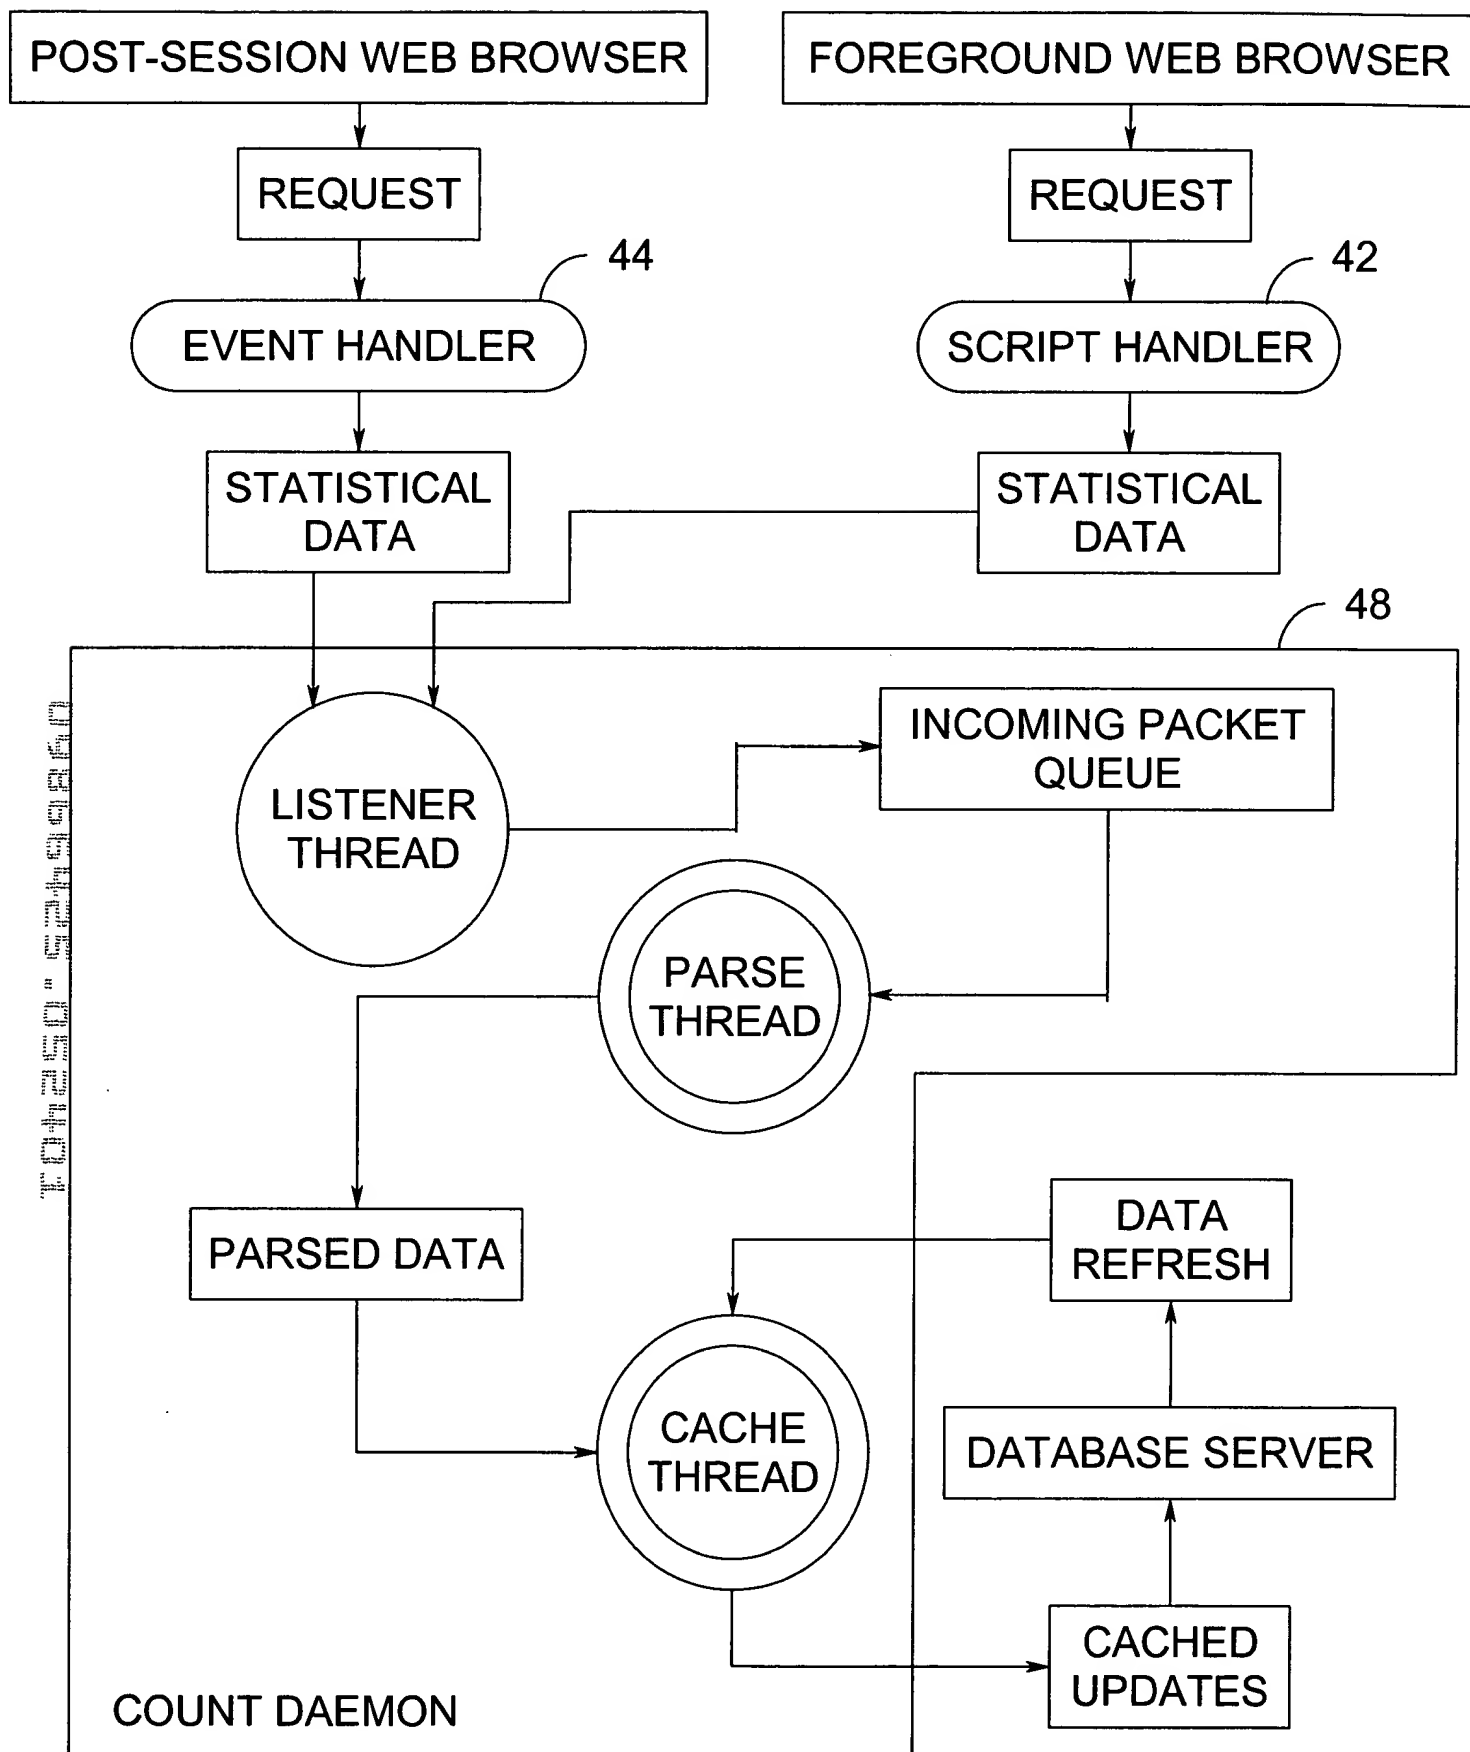 POST-SESSION WEB BROWSER
FOREGROUND WEB BROWSER
REQUEST
REQUEST
44
42
EVENT HANDLER
SCRIPT HANDLER
STATISTICAL
DATA
STATISTICAL
DATA
48
INCOMING PACKET
QUEUE
LISTENER
THREAD
PARSE
THREAD
PARSED DATA
DATA
REFRESH
CACHE
THREAD
DATABASE SERVER
CACHED
UPDATES
COUNT DAEMON